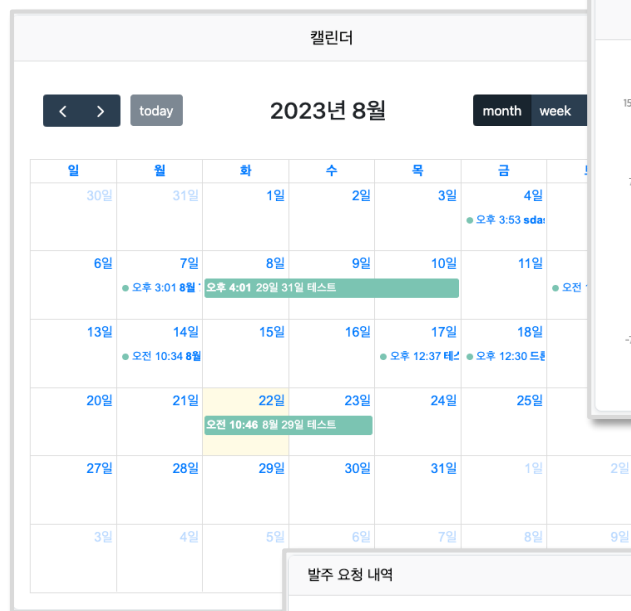 캘린더
today
2023년 8월
month week
일 월 화 수 목 금
30일 31일 1일 2일 3일 4일
오후 3:53 sda
6일 7일 8일 9일 10일 11일
오후 3:01 8월 오후 4:01 29일 31일 테스트 오전
13일 14일 15일 16일 17일 18일
오전 10:34 8월 오후 12:37 오후 12:30
20일 21일 22일 23일 24일 25일
오전 10:46 8월 29일 테스트
27일 28일 29일 30일 31일 1일 2일
3일 4일 5일 6일 7일 8일 9일
발주 요청 내역